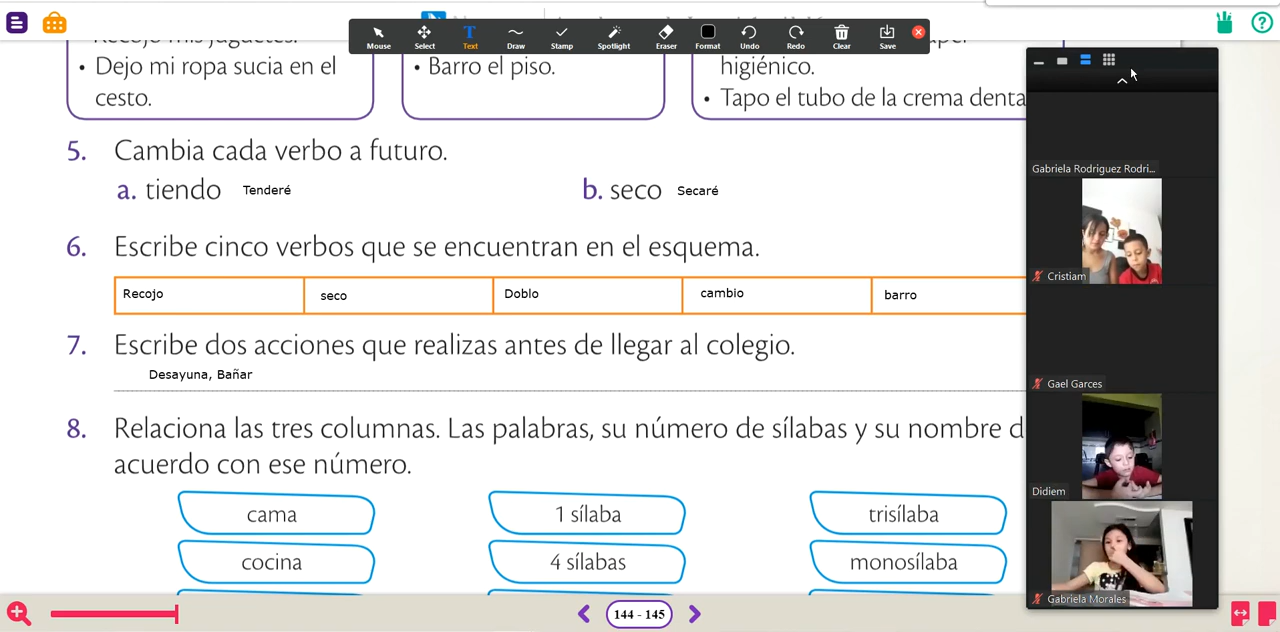 Mouse Select Text Draw Stamp Spotlight Eraser Format Undo Redo Clear Save
• Recojo mis juguetes.
• Dejo mi ropa sucia en el
cesto.
• Barro el piso.
higiénico.
• Tapo el tubo de la crema denta
5. Cambia cada verbo a futuro.
a. tiendo Tenderé b. seco Secaré
6. Escribe cinco verbos que se encuentran en el esquema.
Recojo seco Doblo cambio barro
7. Escribe dos acciones que realizas antes de llegar al colegio.
Desayuna, Bañar
8. Relaciona las tres columnas. Las palabras, su número de sílabas y su nombre d
acuerdo con ese número.
cama 1 sílaba trisílaba
cocina 4 sílabas monosílaba
144 - 145
Gabriela Rodriguez Rodri...
Cristiam
Gael Garces
Didiem
Gabriela Morales